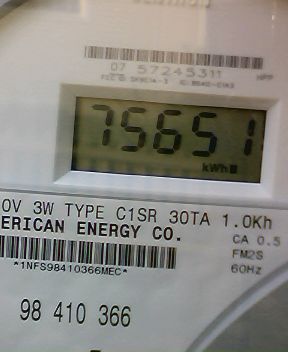 07 57245311
HPP
75651
kWh
0V 3W TYPE C1SR 30TA 1.0Kh
ERICAN ENERGY CO.
CA 0.5
FM2S
60Hz
*1NFS98410366MEC*
98 410 366